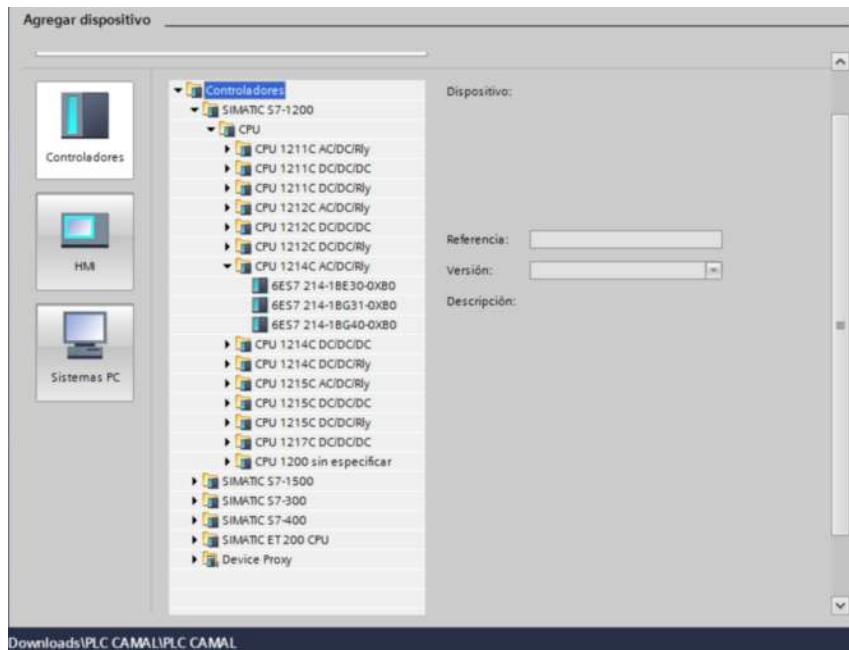 Agregar dispositivo
Controladores
HMI
Sistemas PC
Controladores
SIMATIC S7-1200
CPU
CPU 1211C AC/DC/Rly
CPU 1211C DC/DC/DC
CPU 1211C DC/DC/Rly
CPU 1212C AC/DC/Rly
CPU 1212C DC/DC/DC
CPU 1212C DC/DC/Rly
CPU 1214C AC/DC/Rly
6ES7 214-1BE30-0XB0
6ES7 214-1BG31-0XB0
6ES7 214-1BG40-0XB0
CPU 1214C DC/DC/DC
CPU 1214C DC/DC/Rly
CPU 1215C AC/DC/Rly
CPU 1215C DC/DC/DC
CPU 1215C DC/DC/Rly
CPU 1217C DC/DC/DC
CPU 1200 sin especificar
SIMATIC S7-1500
SIMATIC S7-300
SIMATIC S7-400
SIMATIC ET 200 CPU
Device Proxy
Dispositivo:
Referencia:
Versión:
Descripción:
Downloads\PLC CAMAL\PLC CAMAL